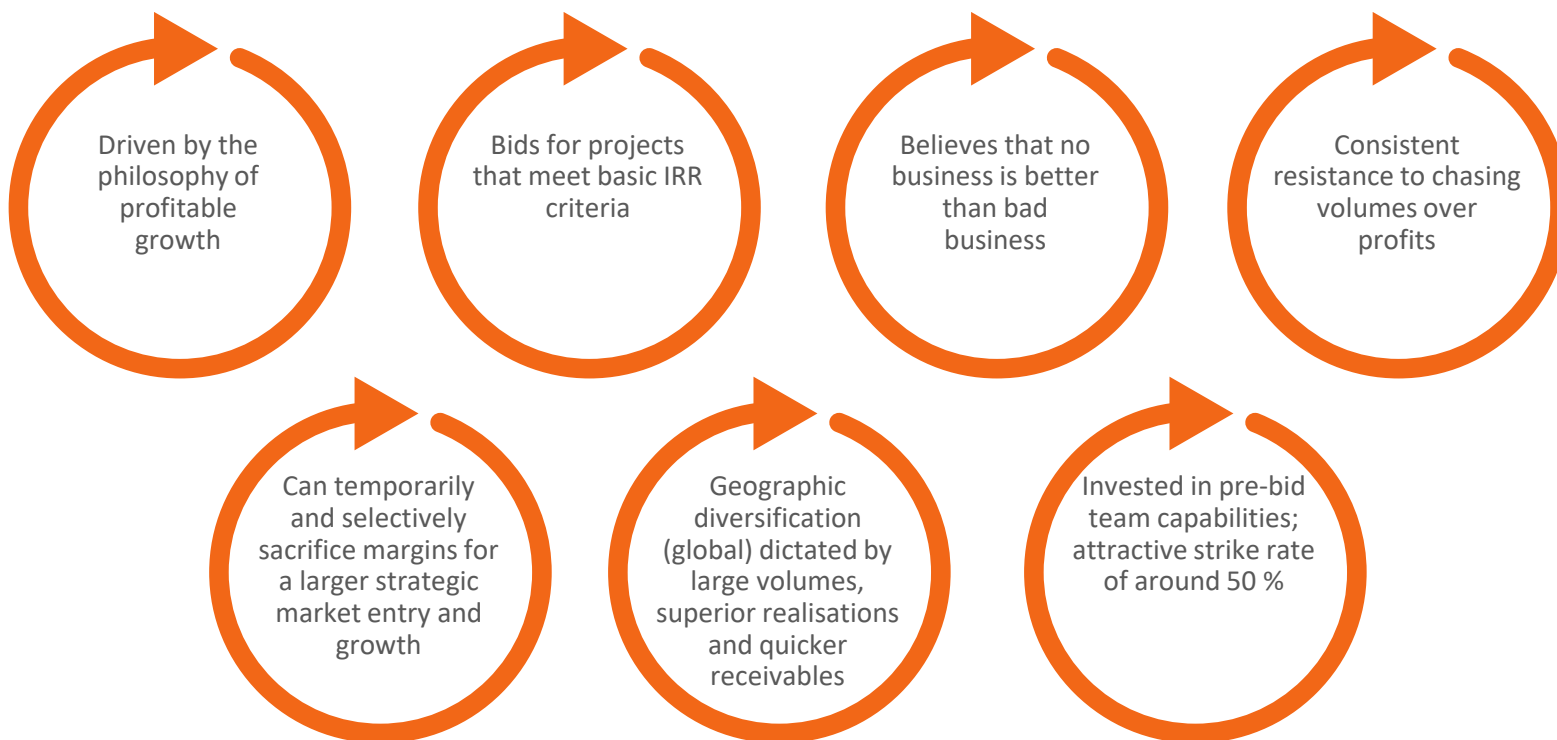 Driven by the
philosophy of
profitable
growth
Bids for projects
that meet basic IRR
criteria
Believes that no
business is better
than bad
business
Consistent
resistance to chasing
volumes over
profits
Can temporarily
and selectively
sacrifice margins for
a larger strategic
market entry and
growth
Geographic
diversification
(global) dictated by
large volumes,
superior realisations
and quicker
receivables
Invested in pre-bid
team capabilities;
attractive strike rate
of around 50 %